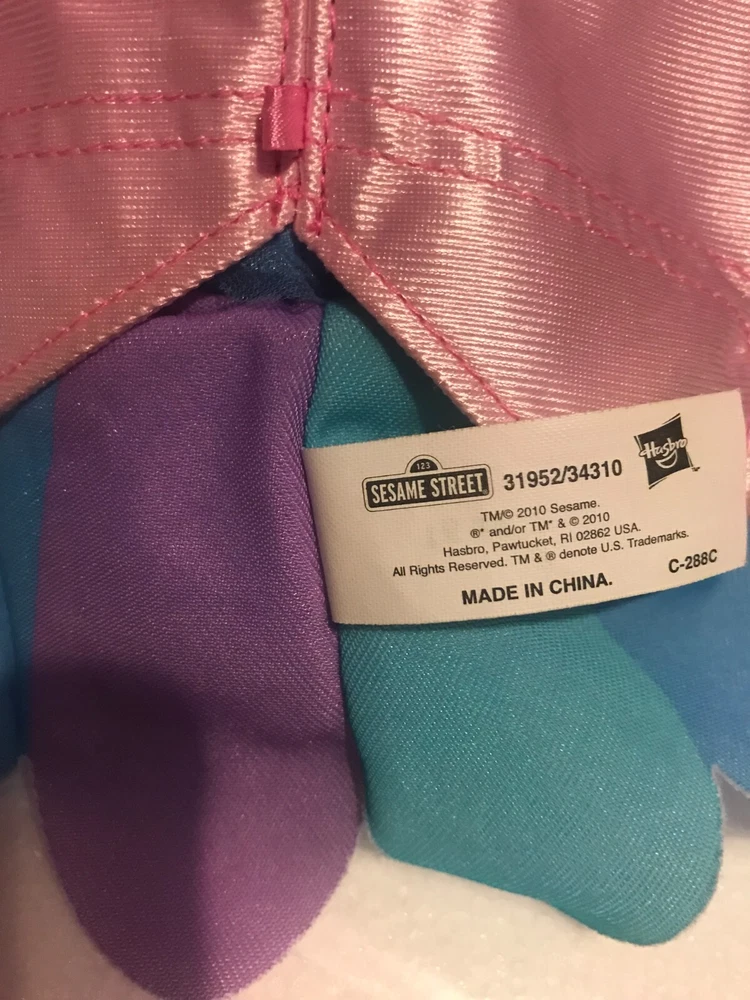 123
SESAME STREET
31952/34310
Hasbro
TM/© 2010 Sesame.
®* and/or TM* & © 2010
Hasbro, Pawtucket, RI 02862 USA.
All Rights Reserved. TM & ® denote U.S. Trademarks.
C-288C
MADE IN CHINA.